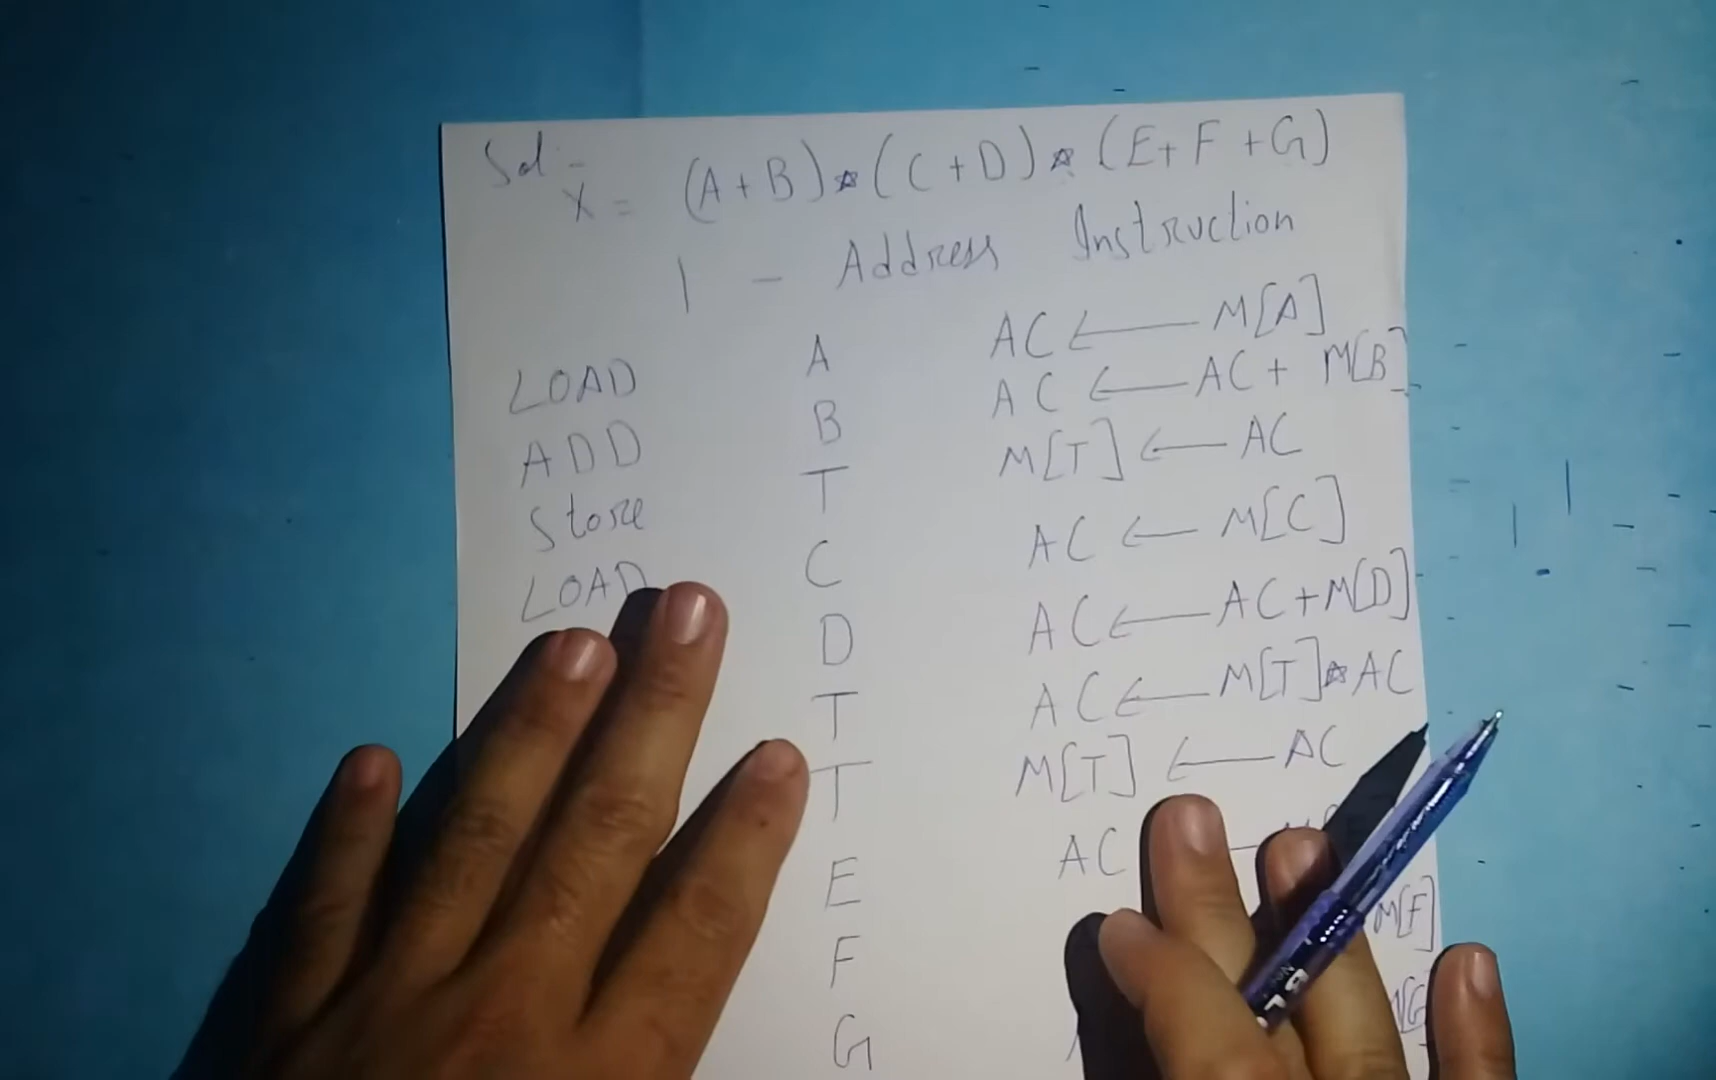 Sol -
X = (A+B)*(C+D)*(E+F+G)
1 - Address Instruction
LOAD A AC ← M[A]
ADD B AC ← AC + M[B]
Store T M[T] ← AC
LOAD C AC ← M[C]
D AC ← AC+M[D]
T AC ← M[T]*AC
T M[T] ← AC
E AC
F M[F]
G